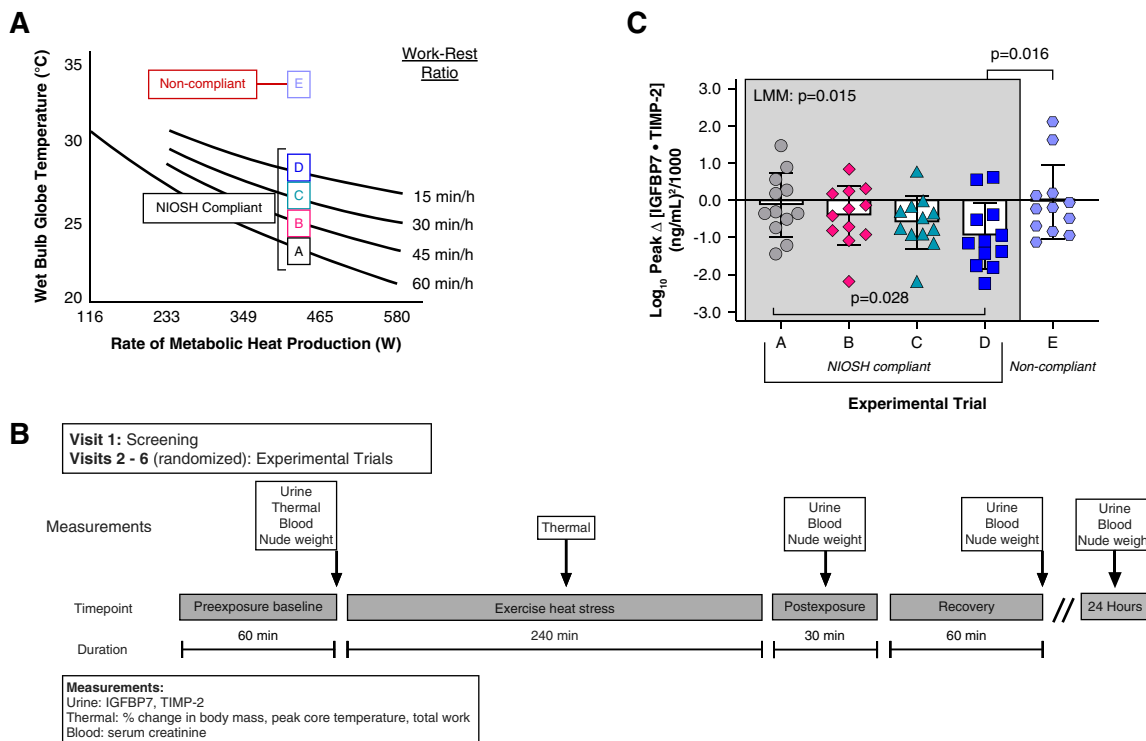 A
Wet Bulb Globe Temperature (°C)
35
30
25
20
116
233
349
465
580
Rate of Metabolic Heat Production (W)
Work-Rest
Ratio
Non-compliant
E
D
C
B
A
NIOSH Compliant
15 min/h
30 min/h
45 min/h
60 min/h
C
Log10 Peak Δ [IGFBP7 • TIMP-2]
(ng/mL)²/1000
p=0.016
LMM: p=0.015
3.0
2.0
1.0
0.0
-1.0
-2.0
-3.0
p=0.028
A
B
C
D
E
NIOSH compliant
Non-compliant
Experimental Trial
B
Visit 1: Screening
Visits 2 - 6 (randomized): Experimental Trials
Measurements
Urine
Thermal
Blood
Nude weight
Thermal
Urine
Blood
Nude weight
Urine
Blood
Nude weight
Urine
Blood
Nude weight
Timepoint
Preexposure baseline
Exercise heat stress
Postexposure
Recovery
24 Hours
Duration
60 min
240 min
30 min
60 min
Measurements:
Urine: IGFBP7, TIMP-2
Thermal: % change in body mass, peak core temperature, total work
Blood: serum creatinine